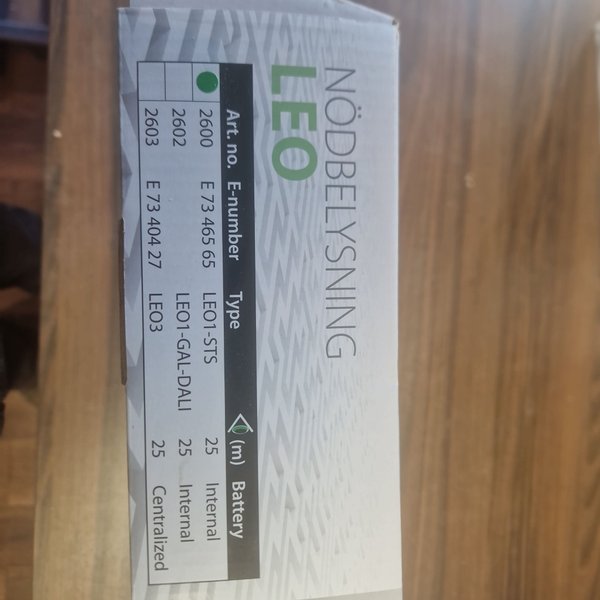 NÖDBELYSNING
LEO
Art. no. E-number Type (m) Battery
2600 E 73 465 65 LEO1-STS 25 Internal
2602 LEO1-GAL-DALI 25 Internal
2603 E 73 404 27 LEO3 25 Centralized